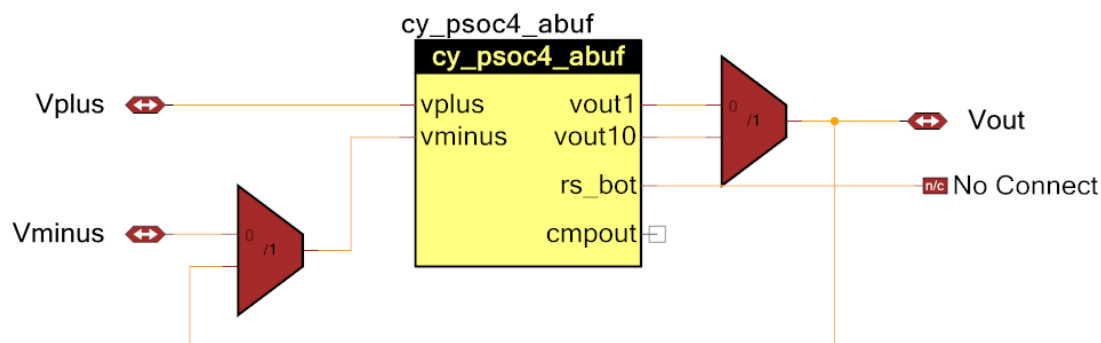 cy_psoc4_abuf
cy_psoc4_abuf
Vplus
vplus
vout1
0
/1
Vout
vminus
vout10
rs_bot
n/c No Connect
Vminus
0
/1
cmpout